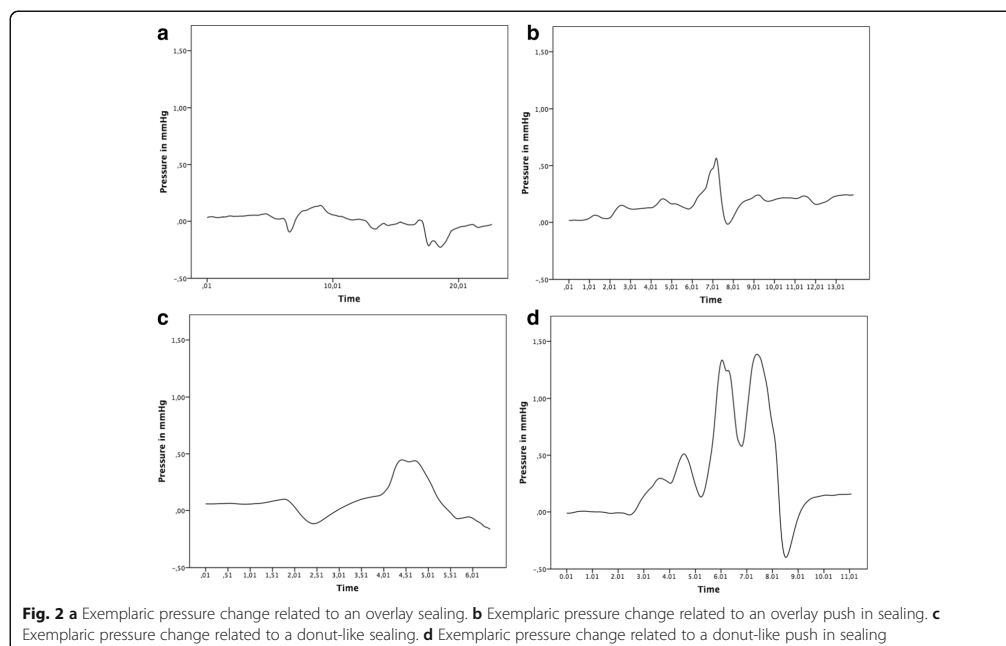 a
1,50
1,00
,50
,00
-,50
Pressure in mmHg
,01 10,01 20,01
Time
b
1,50
1,00
,50
,00
-,50
Pressure in mmHg
,01 1,01 2,01 3,01 4,01 5,01 6,01 7,01 8,01 9,01 10,01 11,01 12,01 13,01
Time
c
1,50
1,00
,50
,00
-,50
Pressure in mmHg
,01 ,51 1,01 1,51 2,01 2,51 3,01 3,51 4,01 4,51 5,01 5,51 6,01
Time
d
1,50
1,00
,50
,00
-,50
Pressure in mmHg
0.01 1.01 2.01 3.01 4.01 5.01 6.01 7.01 8.01 9.01 10.01 11.01
Time
Fig. 2 a Exemplaric pressure change related to an overlay sealing. b Exemplaric pressure change related to an overlay push in sealing. c
Exemplaric pressure change related to a donut-like sealing. d Exemplaric pressure change related to a donut-like push in sealing